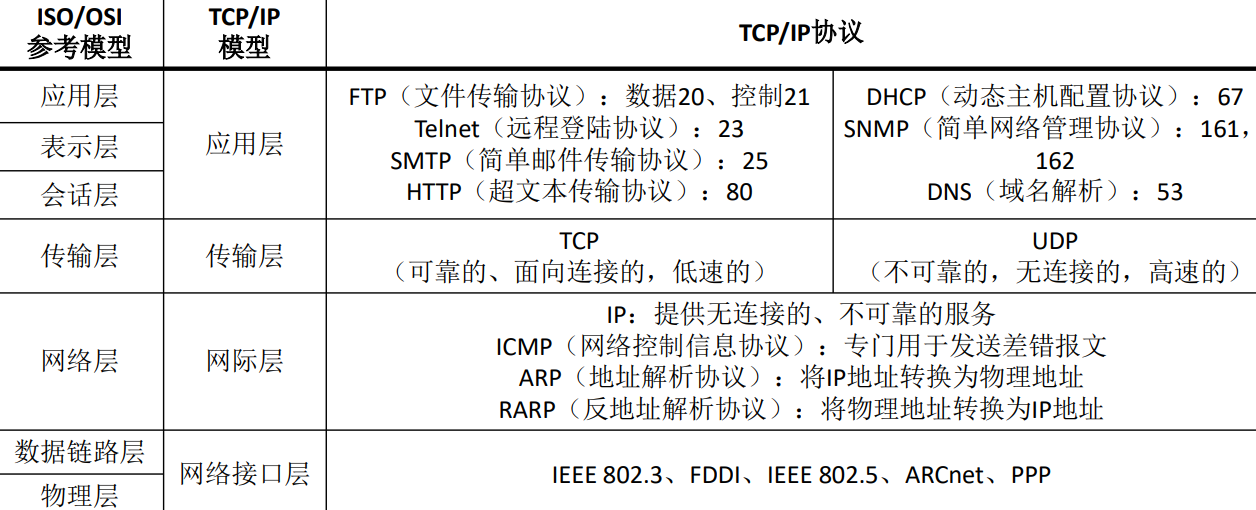 ISO/OSI
参考模型
TCP/IP
模型
TCP/IP协议
应用层
表示层
会话层
应用层
FTP（文件传输协议）：数据20、控制21
Telnet（远程登陆协议）：23
SMTP（简单邮件传输协议）：25
HTTP（超文本传输协议）：80
DHCP（动态主机配置协议）：67
SNMP（简单网络管理协议）：161，
162
DNS（域名解析）：53
传输层
传输层
TCP
（可靠的、面向连接的，低速的）
UDP
（不可靠的，无连接的，高速的）
网络层
网际层
IP：提供无连接的、不可靠的服务
ICMP（网络控制信息协议）：专门用于发送差错报文
ARP（地址解析协议）：将IP地址转换为物理地址
RARP（反地址解析协议）：将物理地址转换为IP地址
数据链路层
物理层
网络接口层
IEEE 802.3、FDDI、IEEE 802.5、ARCnet、PPP